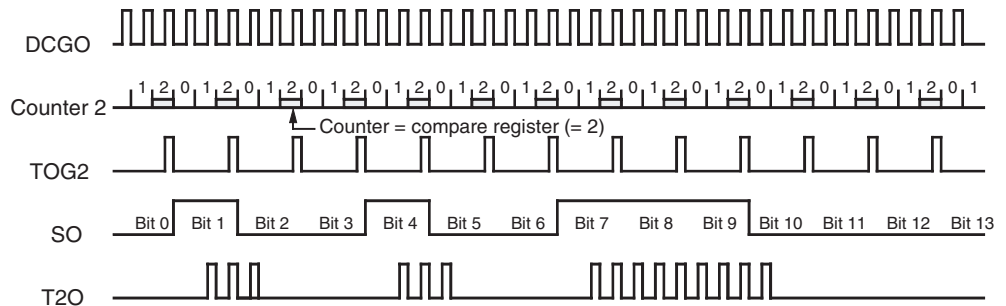 DCGO
Counter 2 1 2 0 1 2 0 1 2 0 1 2 0 1 2 0 1 2 0 1 2 0 1 2 0 1 2 0 1 2 0 1 2 0 1 2 0 1 2 0 1
Counter = compare register (= 2)
TOG2
SO Bit 0 Bit 1 Bit 2 Bit 3 Bit 4 Bit 5 Bit 6 Bit 7 Bit 8 Bit 9 Bit 10 Bit 11 Bit 12 Bit 13
T2O